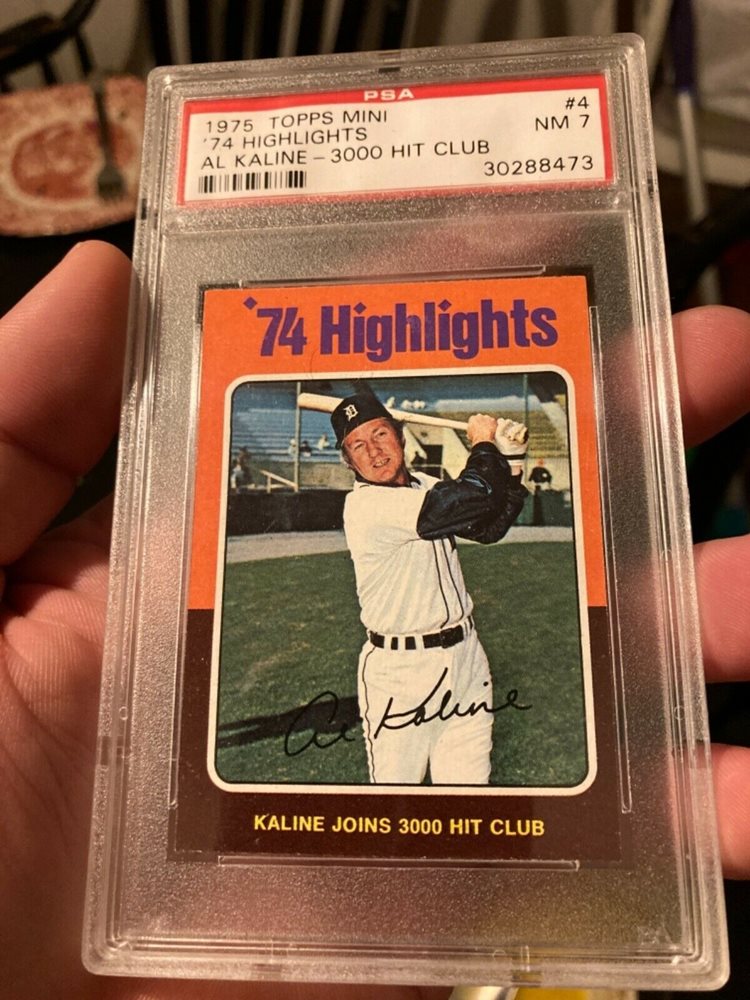 PSA
1975 TOPPS MINI #4
'74 HIGHLIGHTS NM 7
AL KALINE – 3000 HIT CLUB
30288473
'74 Highlights
D
Al Kaline
KALINE JOINS 3000 HIT CLUB
PSA